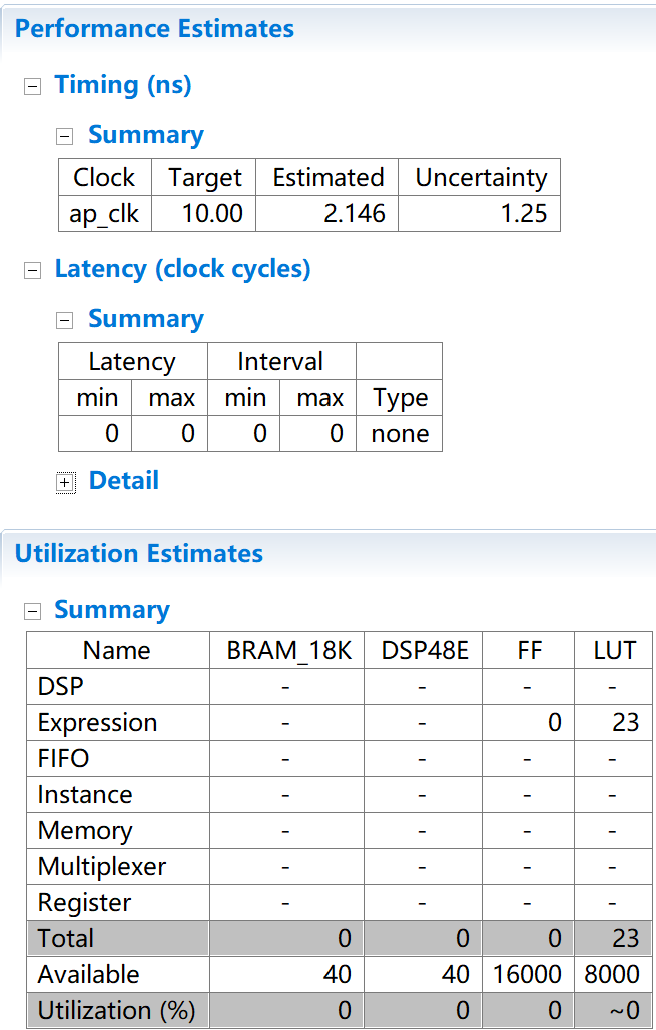 Performance Estimates
Timing (ns)
Summary
Clock Target Estimated Uncertainty
ap_clk 10.00 2.146 1.25
Latency (clock cycles)
Summary
Latency Interval
min max min max Type
0 0 0 0 none
Detail
Utilization Estimates
Summary
Name BRAM_18K DSP48E FF LUT
DSP - - - -
Expression - - 0 23
FIFO - - - -
Instance - - - -
Memory - - - -
Multiplexer - - - -
Register - - - -
Total 0 0 0 23
Available 40 40 16000 8000
Utilization (%) 0 0 0 ~0